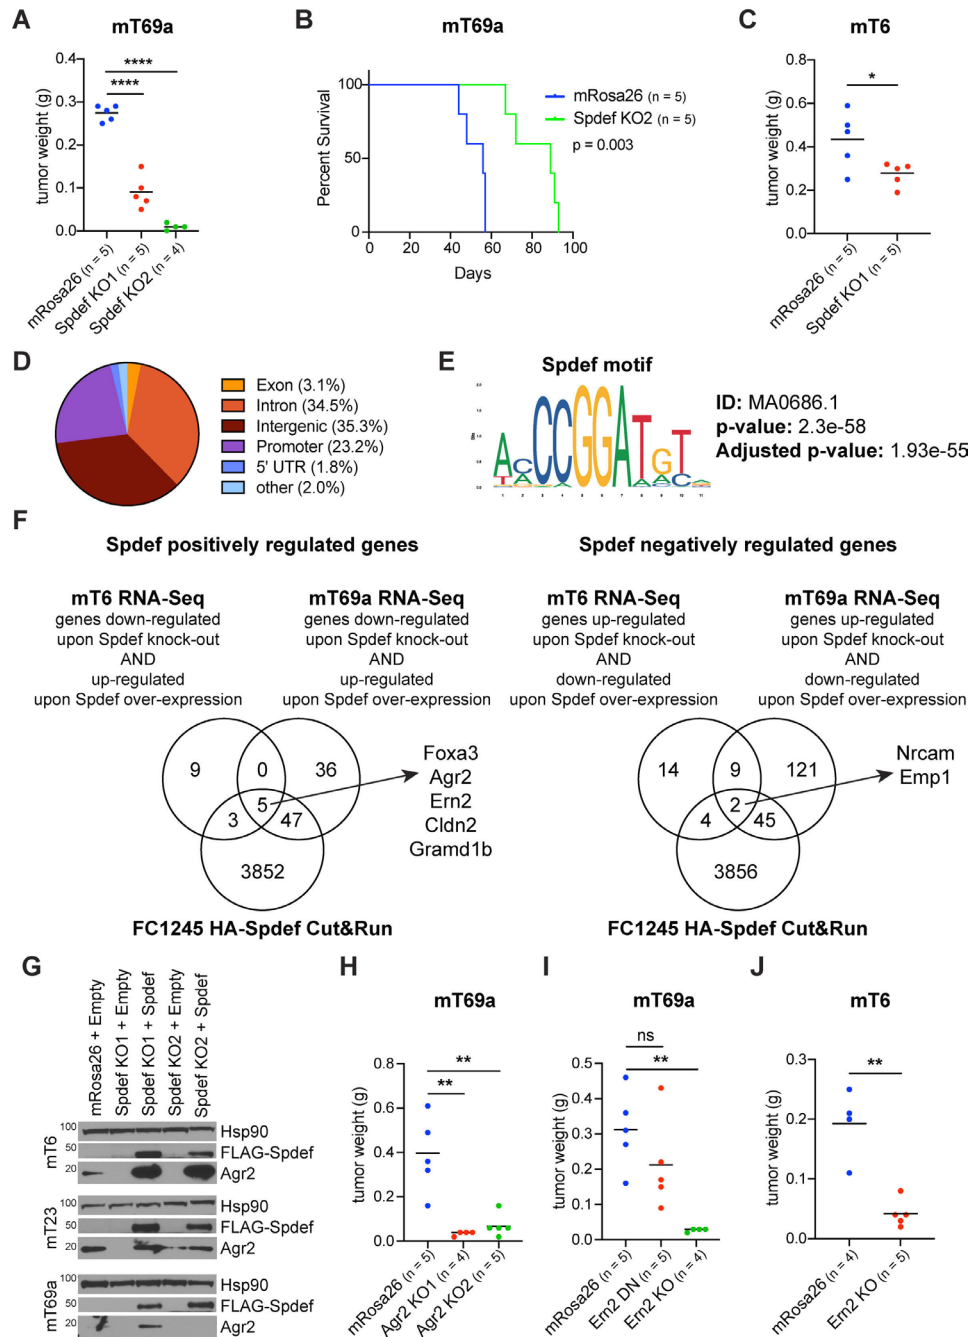 A
mT69a
tumor weight (g)
0.4
0.3
0.2
0.1
0.0
****
****
mRosa26 (n = 5)
Spdef KO1 (n = 5)
Spdef KO2 (n = 4)
B
mT69a
Percent Survival
100
50
0
0 20 40 60 80 100
Days
mRosa26 (n = 5)
Spdef KO2 (n = 5)
p = 0.003
C
mT6
tumor weight (g)
0.8
0.6
0.4
0.2
0.0
*
mRosa26 (n = 5)
Spdef KO1 (n = 5)
D
Exon (3.1%)
Intron (34.5%)
Intergenic (35.3%)
Promoter (23.2%)
5' UTR (1.8%)
other (2.0%)
E
Spdef motif
ID: MA0686.1
p-value: 2.3e-58
Adjusted p-value: 1.93e-55
F
Spdef positively regulated genes
mT6 RNA-Seq
genes down-regulated
upon Spdef knock-out
AND
up-regulated
upon Spdef over-expression
mT69a RNA-Seq
genes down-regulated
upon Spdef knock-out
AND
up-regulated
upon Spdef over-expression
9 0 36
5
3 47
3852
Foxa3
Agr2
Ern2
Cldn2
Gramd1b
FC1245 HA-Spdef Cut&Run
Spdef negatively regulated genes
mT6 RNA-Seq
genes up-regulated
upon Spdef knock-out
AND
down-regulated
upon Spdef over-expression
mT69a RNA-Seq
genes up-regulated
upon Spdef knock-out
AND
down-regulated
upon Spdef over-expression
14 9 121
2
4 45
3856
Nrcam
Emp1
FC1245 HA-Spdef Cut&Run
G
mRosa26 + Empty
Spdef KO1 + Empty
Spdef KO1 + Spdef
Spdef KO2 + Empty
Spdef KO2 + Spdef
mT6
100 Hsp90
50 FLAG-Spdef
20 Agr2
mT23
100 Hsp90
50 FLAG-Spdef
20 Agr2
mT69a
100 Hsp90
50 FLAG-Spdef
20 Agr2
H
mT69a
tumor weight (g)
0.8
0.6
0.4
0.2
0.0
**
**
mRosa26 (n = 5)
Agr2 KO1 (n = 4)
Agr2 KO2 (n = 5)
I
mT69a
tumor weight (g)
0.5
0.4
0.3
0.2
0.1
0.0
ns
**
mRosa26 (n = 5)
Ern2 DN (n = 5)
Ern2 KO (n = 4)
J
mT6
tumor weight (g)
0.3
0.2
0.1
0.0
**
mRosa26 (n = 4)
Ern2 KO (n = 5)